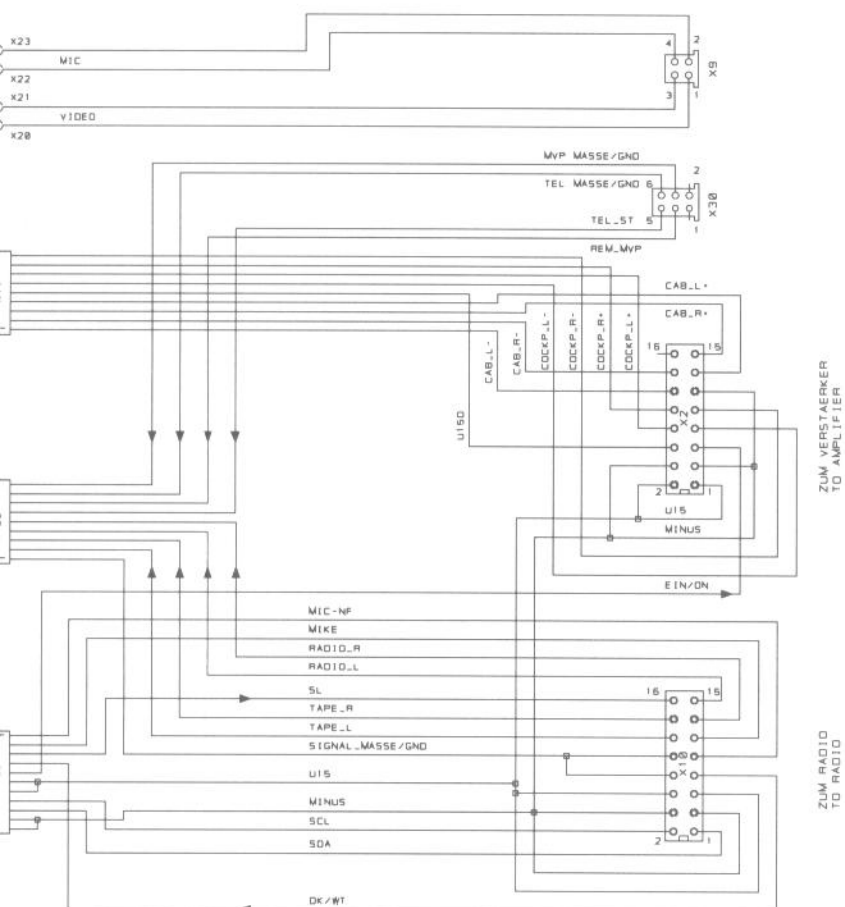 X23
MIC
X22
X21
VIDEO
X20
4
2
3
1
X9
MVP MASSE/GND
TEL MASSE/GND
6
2
TEL_ST
5
1
REM_MVP
X30
CAB_L+
CAB_R+
CAB_L-
CAB_R-
COCKP_L-
COCKP_R-
COCKP_R+
COCKP_L+
U15D
16
15
X2
2
1
U15
MINUS
EIN/ON
ZUM VERSTAERKER
TO AMPLIFIER
MIC-NF
MIKE
RADIO_R
RADIO_L
SL
TAPE_R
TAPE_L
SIGNAL_MASSE/GND
U15
MINUS
SCL
SDA
DK/WT
16
15
X10
2
1
ZUM RADIO
TO RADIO